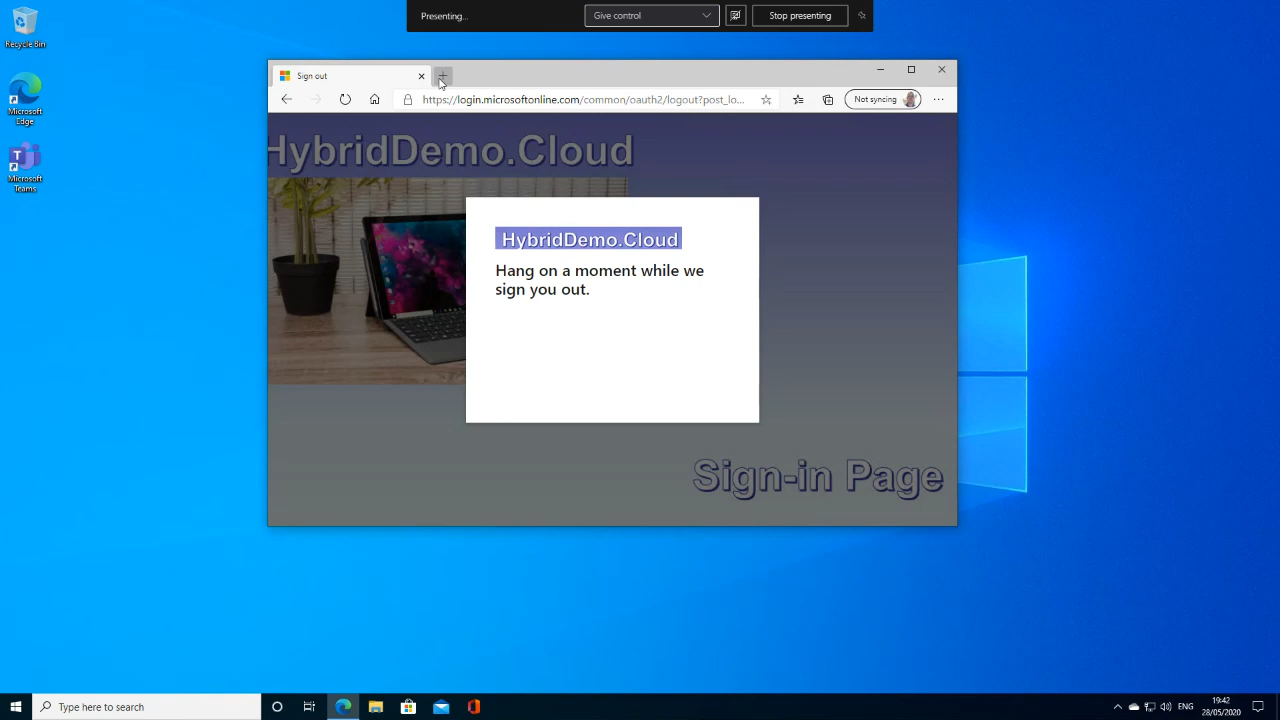 Presenting...
Give control
Stop presenting
Recycle Bin
Microsoft
Edge
Microsoft
Teams
Sign out
https://login.microsoftonline.com/common/oauth2/logout?post_lo...
Not syncing
HybridDemo.Cloud
HybridDemo.Cloud
Hang on a moment while we
sign you out.
Sign-in Page
Type here to search
ENG
19:42
28/05/2020